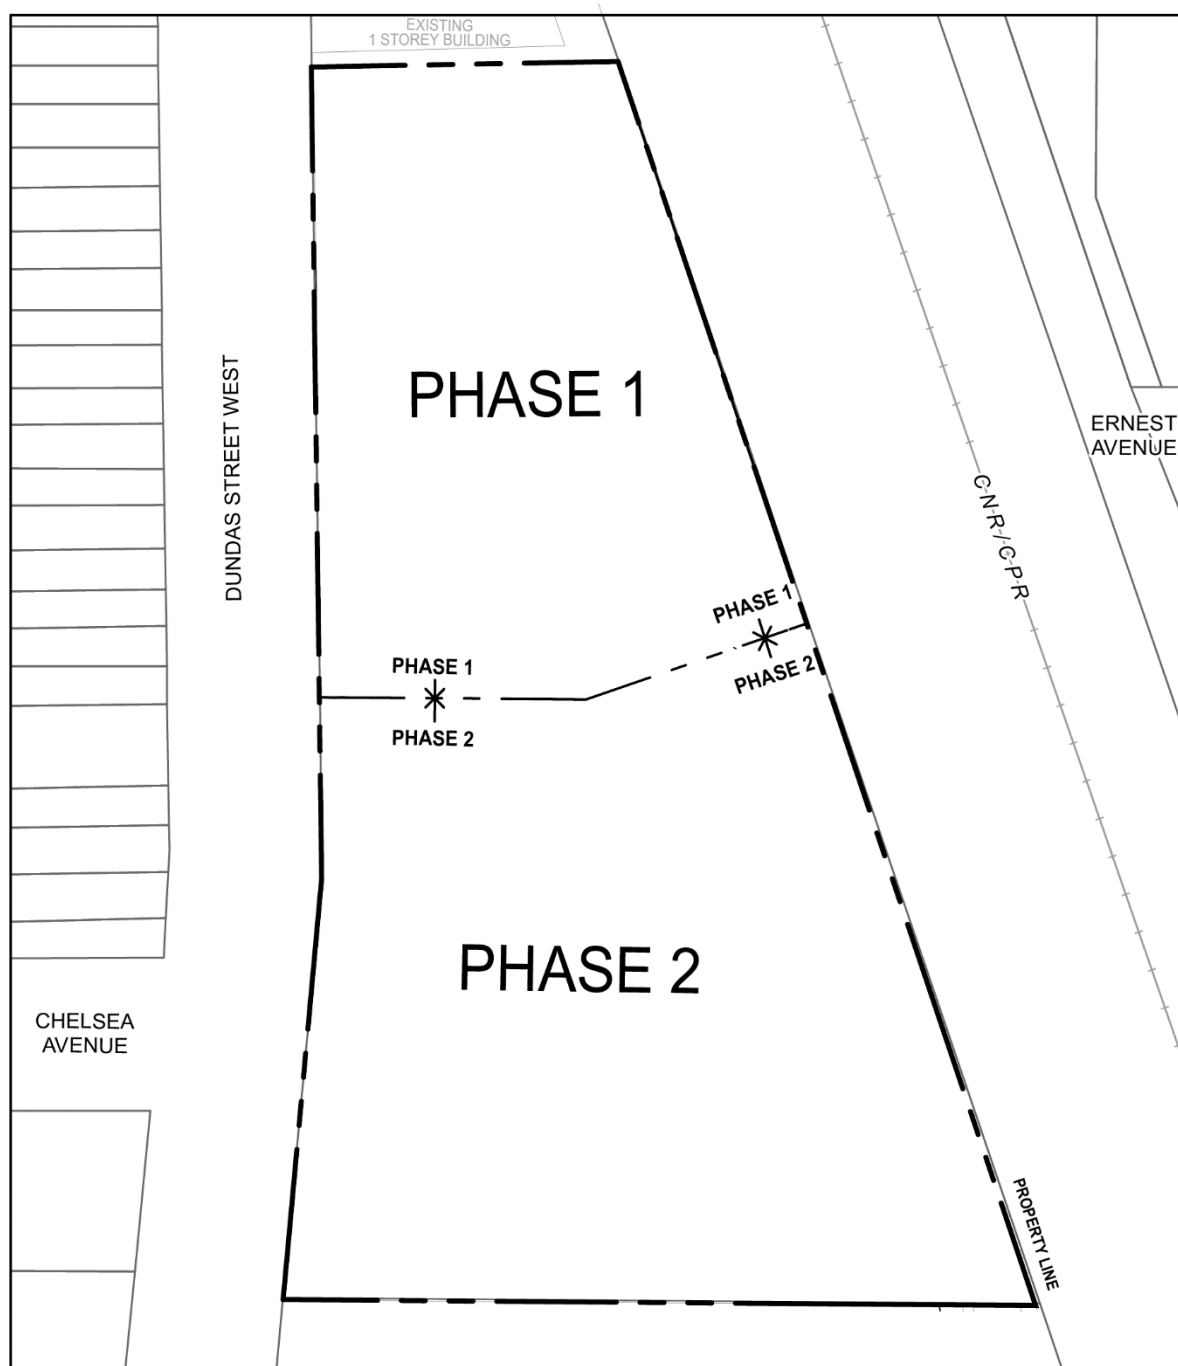 EXISTING
1 STOREY BUILDING
DUNDAS STREET WEST
PHASE 1
ERNEST
AVENUE
C-N-R-/-C-P-R
PHASE 1
PHASE 2
PHASE 1
PHASE 2
PHASE 2
CHELSEA
AVENUE
PROPERTY LINE